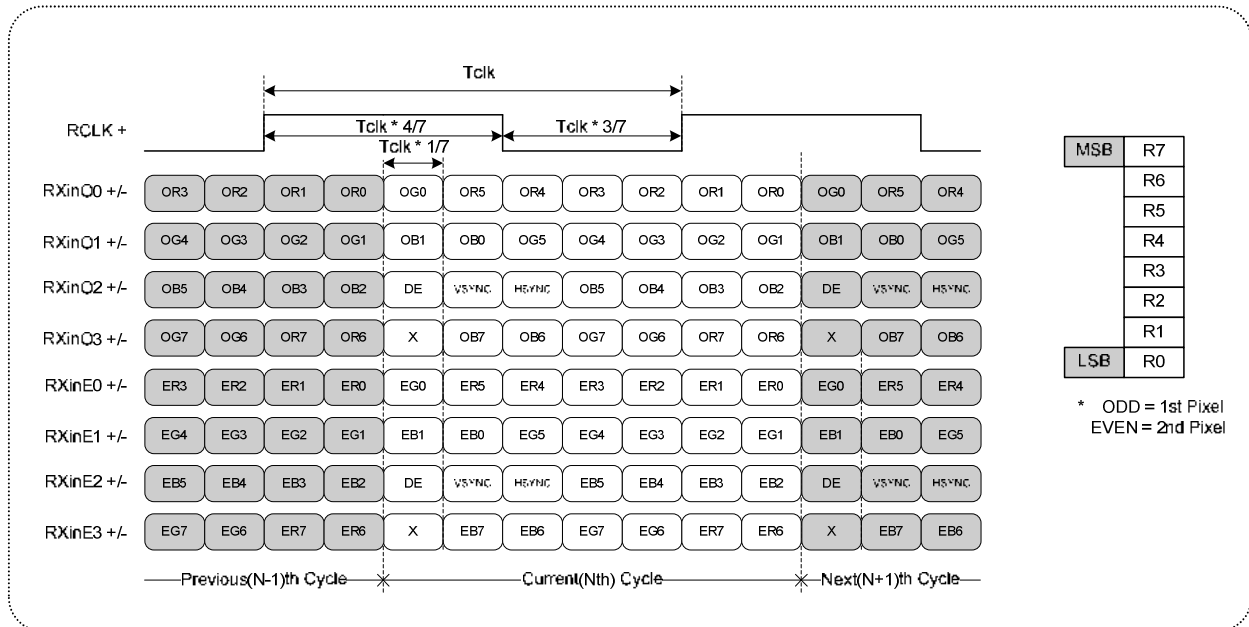 Tclk
RCLK +
Tclk * 4/7
Tclk * 3/7
Tclk * 1/7
RXinO0 +/- OR3 OR2 OR1 OR0 OG0 OR5 OR4 OR3 OR2 OR1 OR0 OG0 OR5 OR4
RXinO1 +/- OG4 OG3 OG2 OG1 OB1 OB0 OG5 OG4 OG3 OG2 OG1 OB1 OB0 OG5
RXinO2 +/- OB5 OB4 OB3 OB2 DE VSYNC HSYNC OB5 OB4 OB3 OB2 DE VSYNC HSYNC
RXinO3 +/- OG7 OG6 OR7 OR6 X OB7 OB6 OG7 OG6 OR7 OR6 X OB7 OB6
RXinE0 +/- ER3 ER2 ER1 ER0 EG0 ER5 ER4 ER3 ER2 ER1 ER0 EG0 ER5 ER4
RXinE1 +/- EG4 EG3 EG2 EG1 EB1 EB0 EG5 EG4 EG3 EG2 EG1 EB1 EB0 EG5
RXinE2 +/- EB5 EB4 EB3 EB2 DE VSYNC HSYNC EB5 EB4 EB3 EB2 DE VSYNC HSYNC
RXinE3 +/- EG7 EG6 ER7 ER6 X EB7 EB6 EG7 EG6 ER7 ER6 X EB7 EB6
Previous(N-1)th Cycle Current(Nth) Cycle Next(N+1)th Cycle
MSB R7
R6
R5
R4
R3
R2
R1
LSB R0
* ODD = 1st Pixel
EVEN = 2nd Pixel